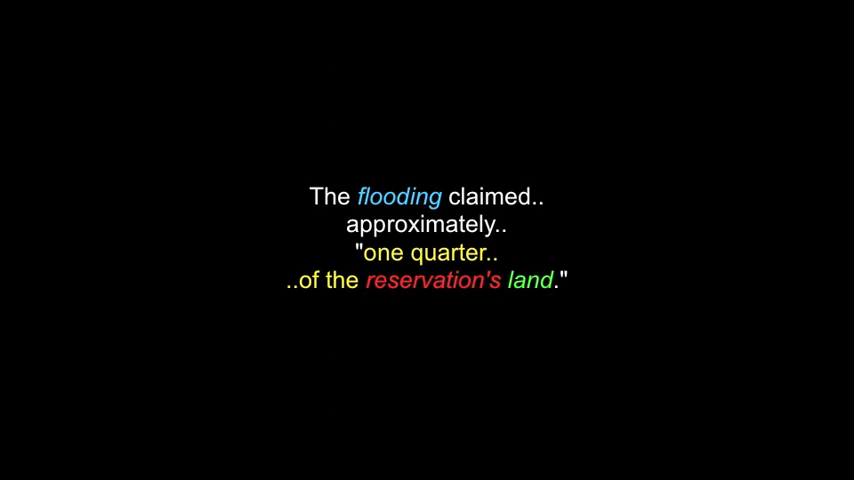 The flooding claimed..
approximately..
"one quarter..
..of the reservation's land."